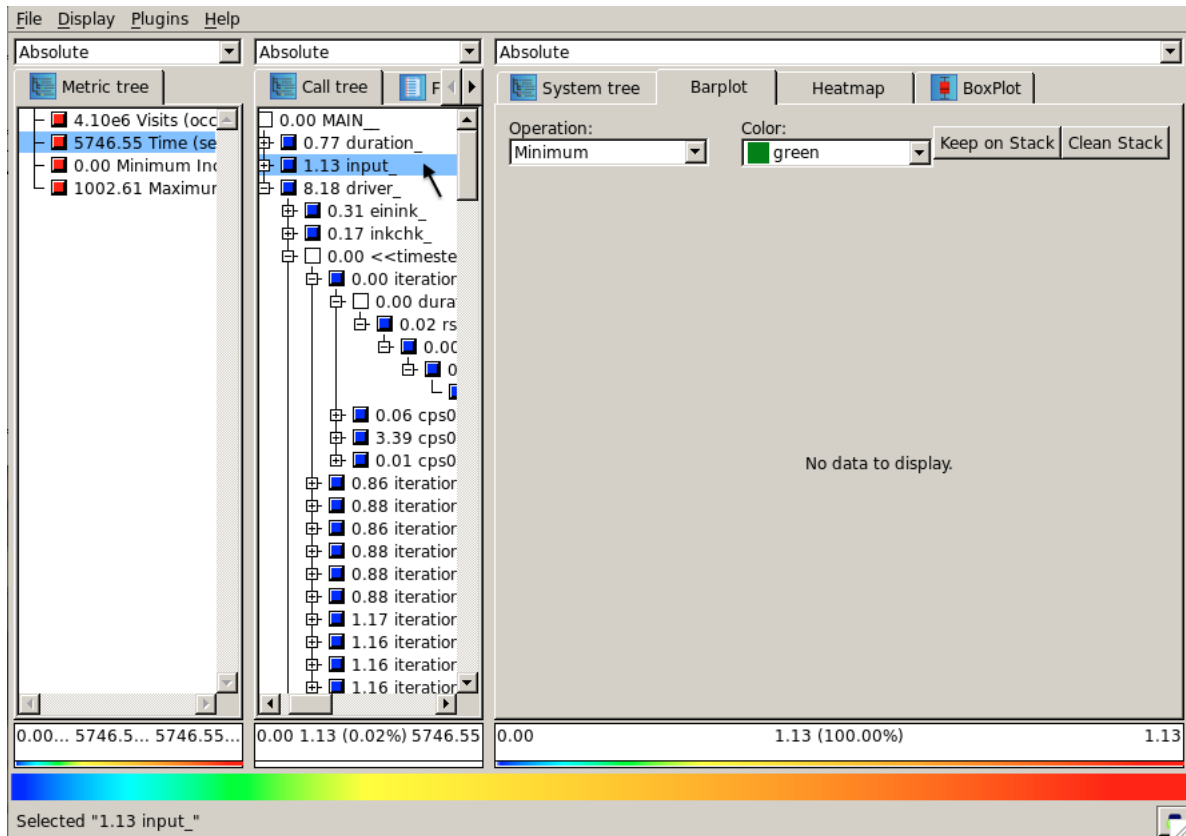 File Display Plugins Help
Absolute
Absolute
Absolute
Metric tree
Call tree
F
System tree
Barplot
Heatmap
BoxPlot
4.10e6 Visits (occ
5746.55 Time (se
0.00 Minimum Inc
1002.61 Maximur
0.00 MAIN__
0.77 duration_
1.13 input_
8.18 driver_
0.31 einink_
0.17 inkchk_
0.00 <<timeste
0.00 iteration
0.00 dura
0.02 rs
0.00
0
0.06 cps0
3.39 cps0
0.01 cps0
0.86 iteration
0.88 iteration
0.86 iteration
0.88 iteration
0.88 iteration
0.88 iteration
1.17 iteration
1.16 iteration
1.16 iteration
1.16 iteration
Operation:
Minimum
Color:
green
Keep on Stack
Clean Stack
No data to display.
0.00... 5746.5... 5746.55...
0.00 1.13 (0.02%) 5746.55
0.00 1.13 (100.00%) 1.13
Selected "1.13 input_"